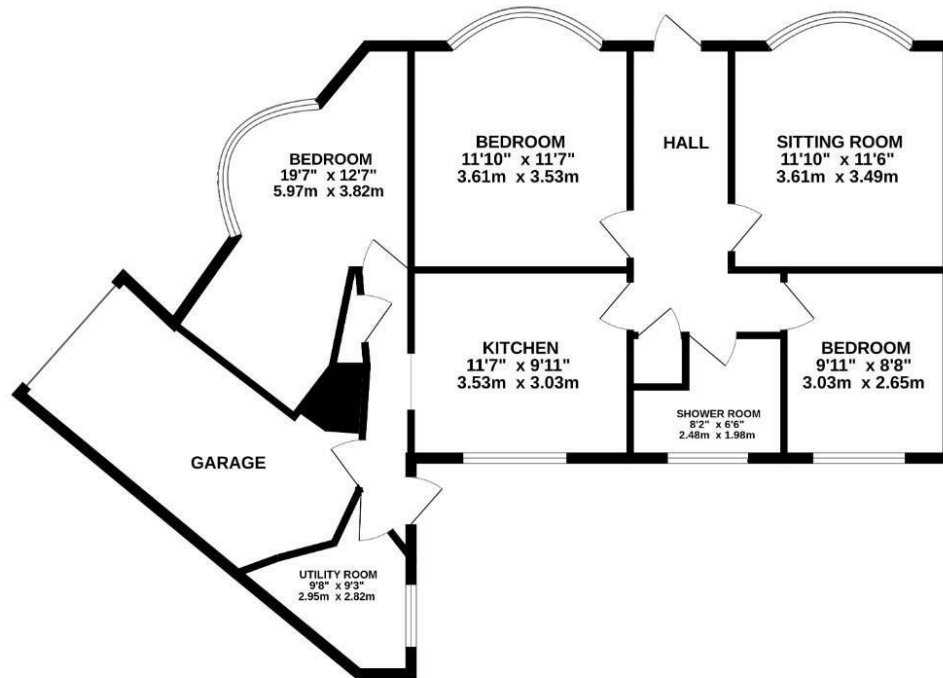 BEDROOM
19'7" x 12'7"
5.97m x 3.82m
BEDROOM
11'10" x 11'7"
3.61m x 3.53m
HALL
SITTING ROOM
11'10" x 11'6"
3.61m x 3.49m
KITCHEN
11'7" x 9'11"
3.53m x 3.03m
BEDROOM
9'11" x 8'8"
3.03m x 2.65m
SHOWER ROOM
8'2" x 6'6"
2.48m x 1.98m
GARAGE
UTILITY ROOM
9'8" x 9'3"
2.95m x 2.82m